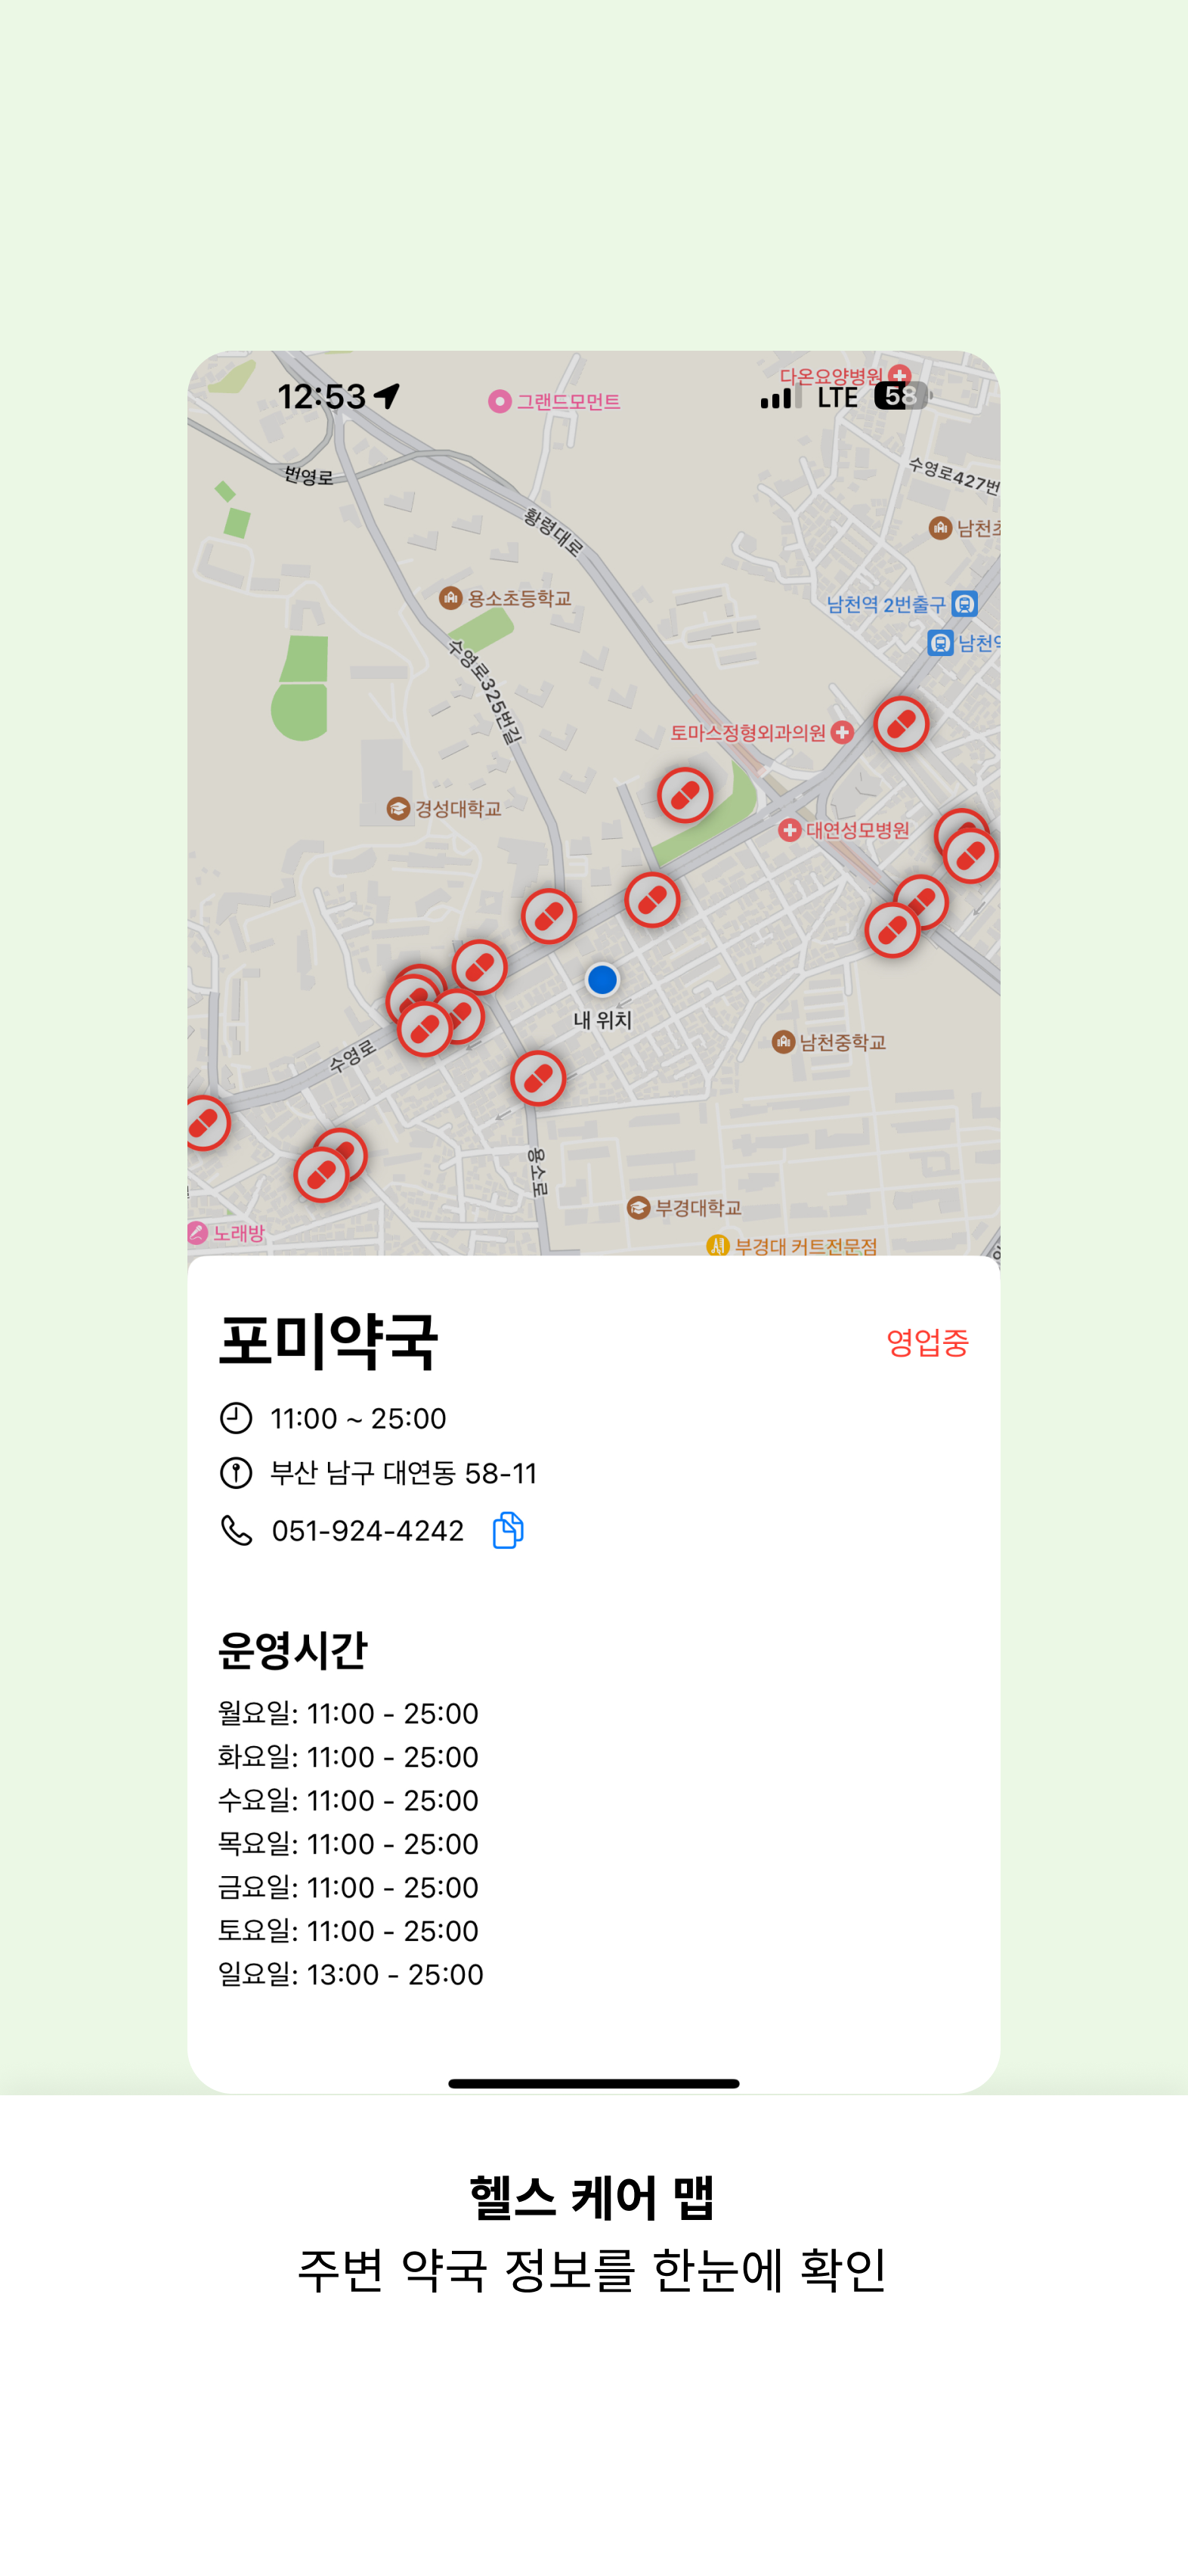 다온요양병원
12:53
그랜드모먼트
LTE 58
번영로
수영로427번
황령대로
남천초
용소초등학교
남천역 2번출구
남천역
수영로325번길
토마스정형외과의원
경성대학교
대연성모병원
내 위치
수영로
남천중학교
용소로
부경대학교
노래방
부경대 커트전문점
포미약국
영업중
11:00 ~ 25:00
부산 남구 대연동 58-11
051-924-4242
운영시간
월요일: 11:00 - 25:00
화요일: 11:00 - 25:00
수요일: 11:00 - 25:00
목요일: 11:00 - 25:00
금요일: 11:00 - 25:00
토요일: 11:00 - 25:00
일요일: 13:00 - 25:00
헬스 케어 맵
주변 약국 정보를 한눈에 확인